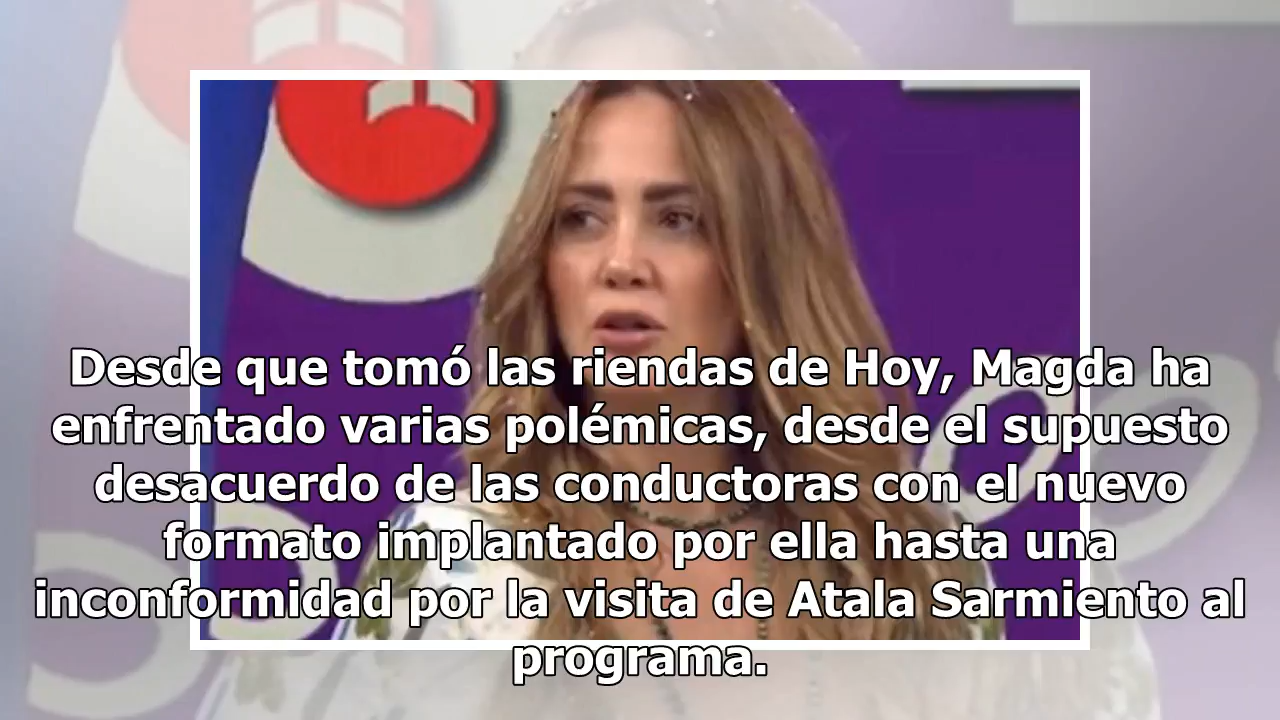 Desde que tomó las riendas de Hoy, Magda ha
enfrentado varias polémicas, desde el supuesto
desacuerdo de las conductoras con el nuevo
formato implantado por ella hasta una
inconformidad por la visita de Atala Sarmiento al
programa.